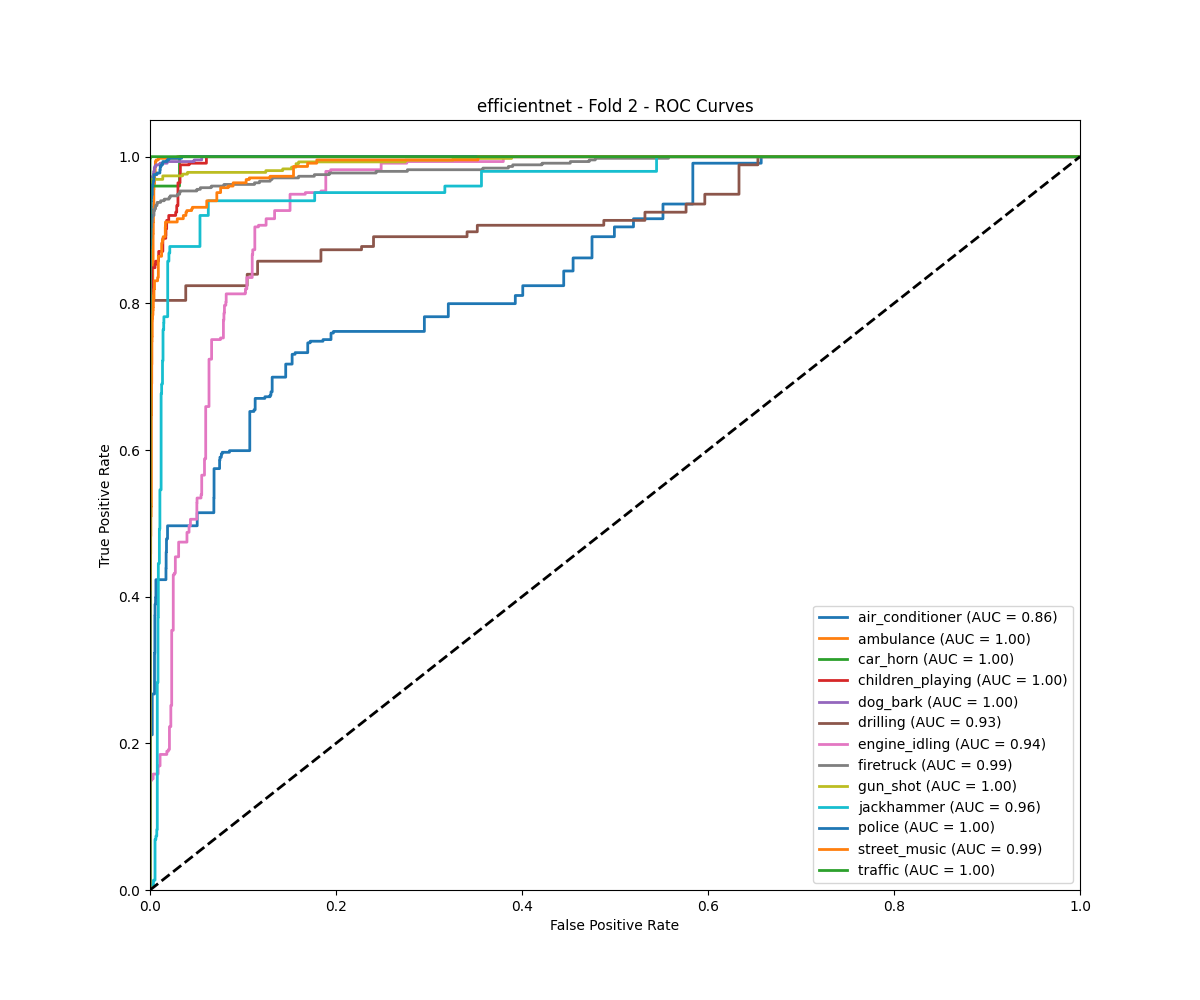 efficientnet - Fold 2 - ROC Curves
True Positive Rate
1.0
0.8
0.6
0.4
0.2
0.0
0.0 0.2 0.4 0.6 0.8 1.0
False Positive Rate
air_conditioner (AUC = 0.86)
ambulance (AUC = 1.00)
car_horn (AUC = 1.00)
children_playing (AUC = 1.00)
dog_bark (AUC = 1.00)
drilling (AUC = 0.93)
engine_idling (AUC = 0.94)
firetruck (AUC = 0.99)
gun_shot (AUC = 1.00)
jackhammer (AUC = 0.96)
police (AUC = 1.00)
street_music (AUC = 0.99)
traffic (AUC = 1.00)